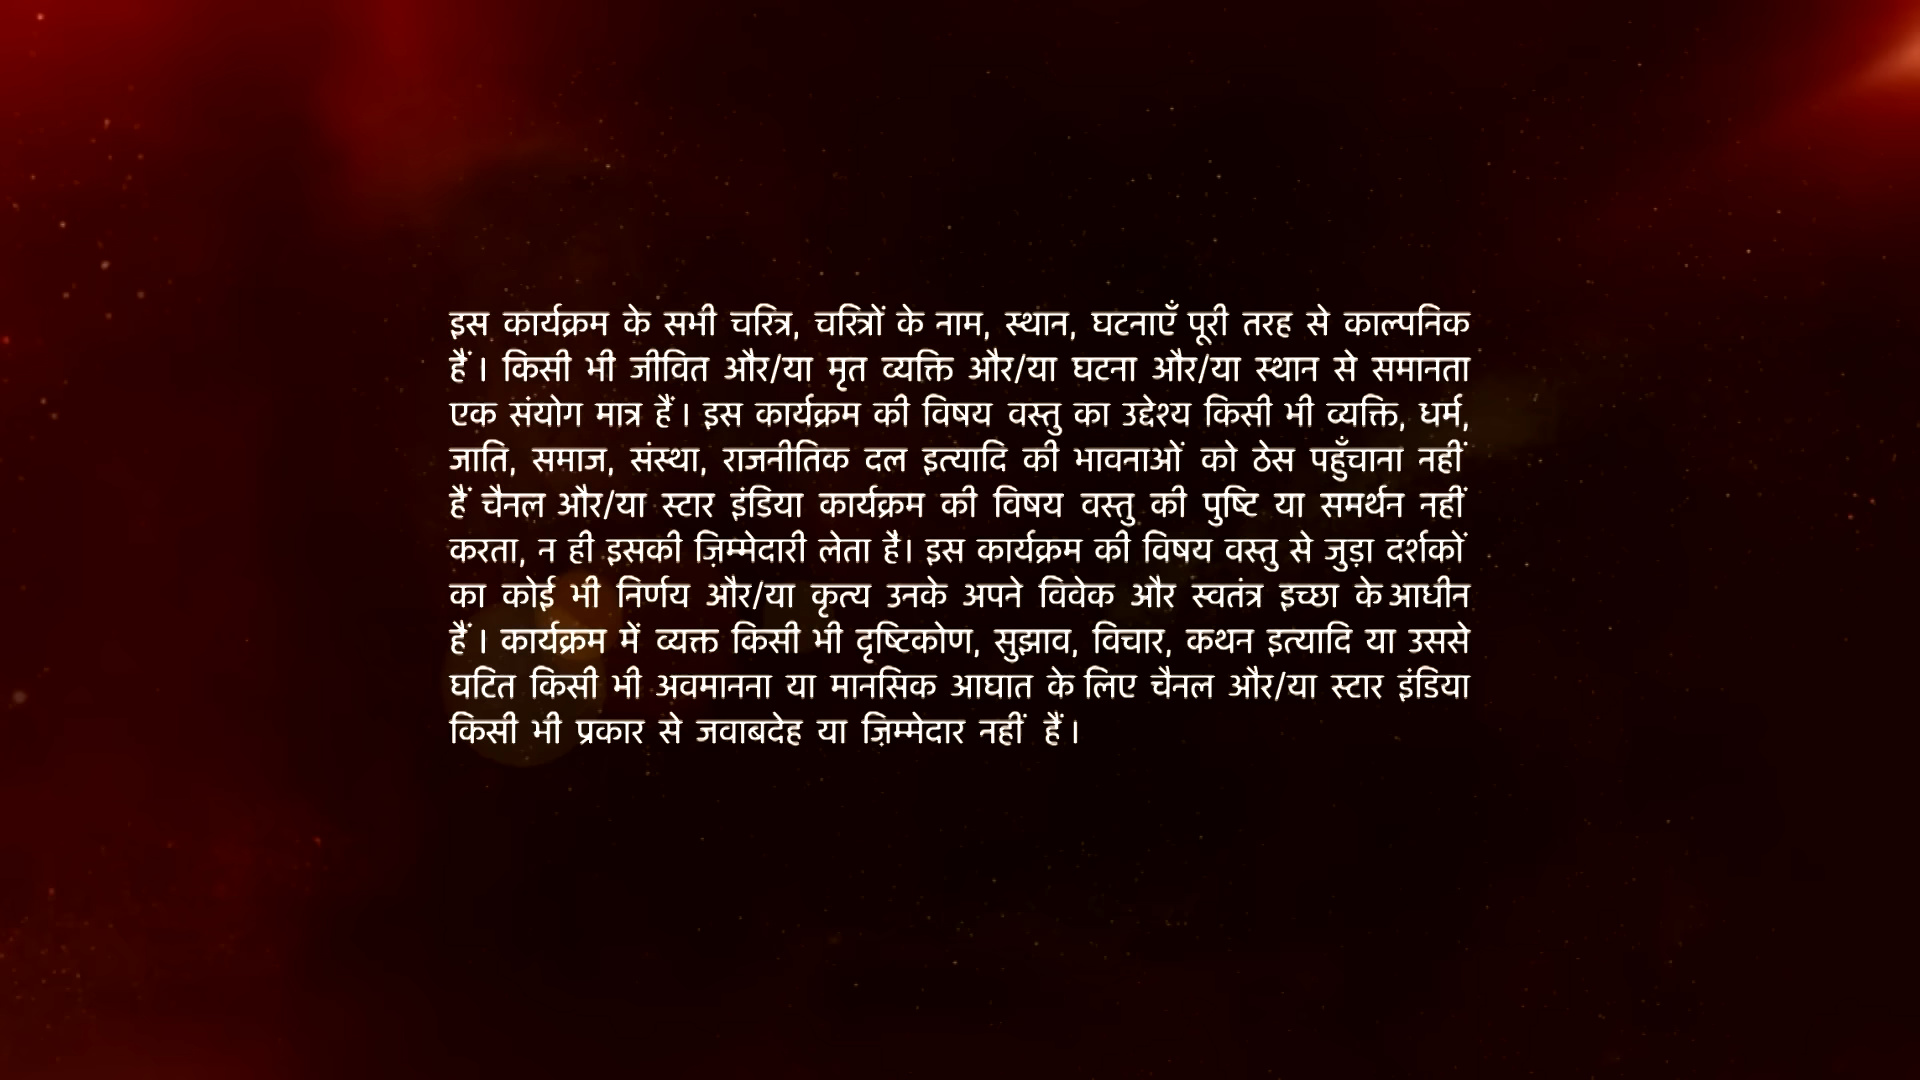 इस कार्यक्रम के सभी चरित्र, चरित्रों के नाम, स्थान, घटनाएँ पूरी तरह से काल्पनिक
हैं । किसी भी जीवित और/या मृत व्यक्ति और/या घटना और/या स्थान से समानता
एक संयोग मात्र हैं । इस कार्यक्रम की विषय वस्तु का उद्देश्य किसी भी व्यक्ति, धर्म,
जाति, समाज, संस्था, राजनीतिक दल इत्यादि की भावनाओं को ठेस पहुँचाना नहीं
हैं चैनल और/या स्टार इंडिया कार्यक्रम की विषय वस्तु की पुष्टि या समर्थन नहीं
करता, न ही इसकी ज़िम्मेदारी लेता है। इस कार्यक्रम की विषय वस्तु से जुड़ा दर्शकों
का कोई भी निर्णय और/या कृत्य उनके अपने विवेक और स्वतंत्र इच्छा के आधीन
हैं । कार्यक्रम में व्यक्त किसी भी दृष्टिकोण, सुझाव, विचार, कथन इत्यादि या उससे
घटित किसी भी अवमानना या मानसिक आघात के लिए चैनल और/या स्टार इंडिया
किसी भी प्रकार से जवाबदेह या ज़िम्मेदार नहीं हैं ।